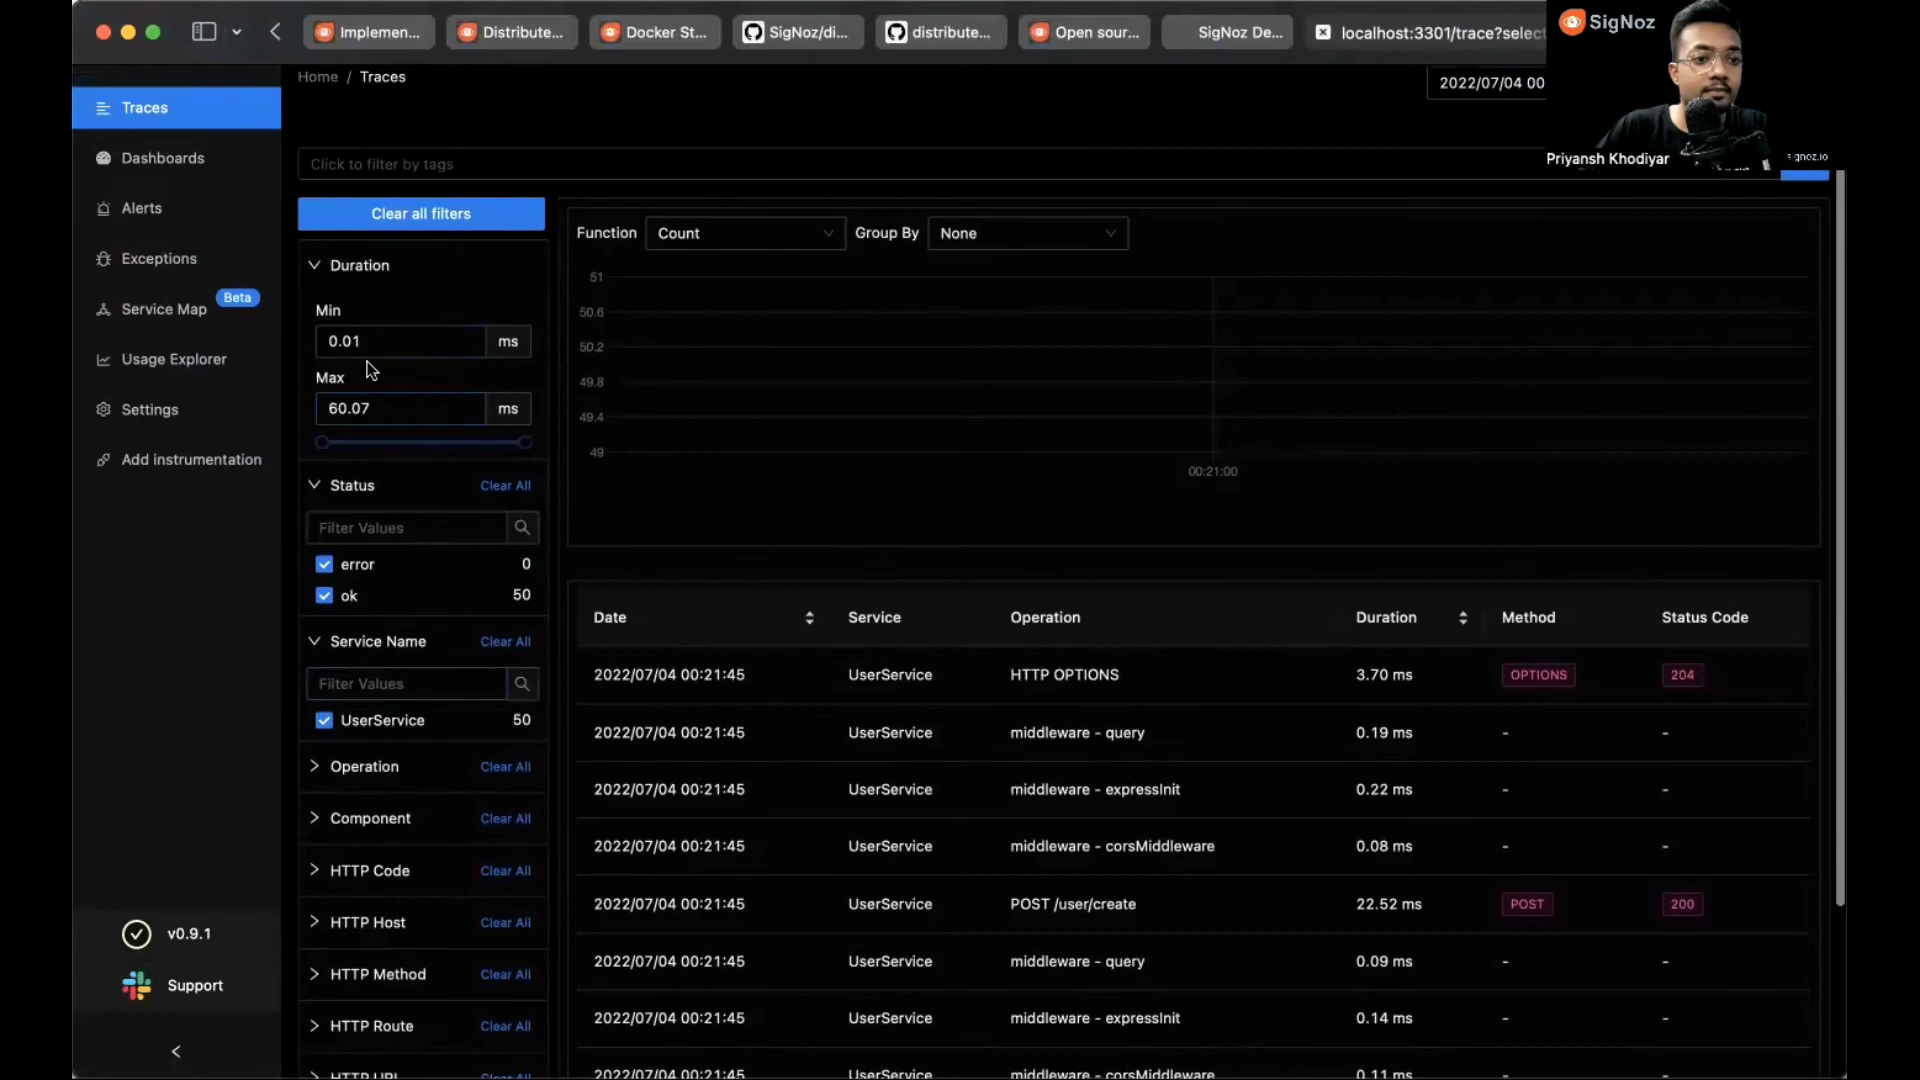 Implemen...
Distribute...
Docker St...
SigNoz/di...
distribute...
Open sour...
SigNoz De...
localhost:3301/trace?selec
SigNoz
Priyansh Khodiyar
Home / Traces
2022/07/04 00
Traces
Dashboards
Alerts
Exceptions
Service Map
Beta
Usage Explorer
Settings
Add instrumentation
v0.9.1
Support
Click to filter by tags
Clear all filters
Duration
Min
0.01 ms
Max
60.07 ms
Status Clear All
Filter Values
error 0
ok 50
Service Name Clear All
Filter Values
UserService 50
Operation Clear All
Component Clear All
HTTP Code Clear All
HTTP Host Clear All
HTTP Method Clear All
HTTP Route Clear All
HTTP URL Clear All
Function Count Group By None
51
50.6
50.2
49.8
49.4
49
00:21:00
Date Service Operation Duration Method Status Code
2022/07/04 00:21:45 UserService HTTP OPTIONS 3.70 ms OPTIONS 204
2022/07/04 00:21:45 UserService middleware - query 0.19 ms - -
2022/07/04 00:21:45 UserService middleware - expressInit 0.22 ms - -
2022/07/04 00:21:45 UserService middleware - corsMiddleware 0.08 ms - -
2022/07/04 00:21:45 UserService POST /user/create 22.52 ms POST 200
2022/07/04 00:21:45 UserService middleware - query 0.09 ms - -
2022/07/04 00:21:45 UserService middleware - expressInit 0.14 ms - -
2022/07/04 00:21:45 UserService middleware - corsMiddleware 0.11 ms - -